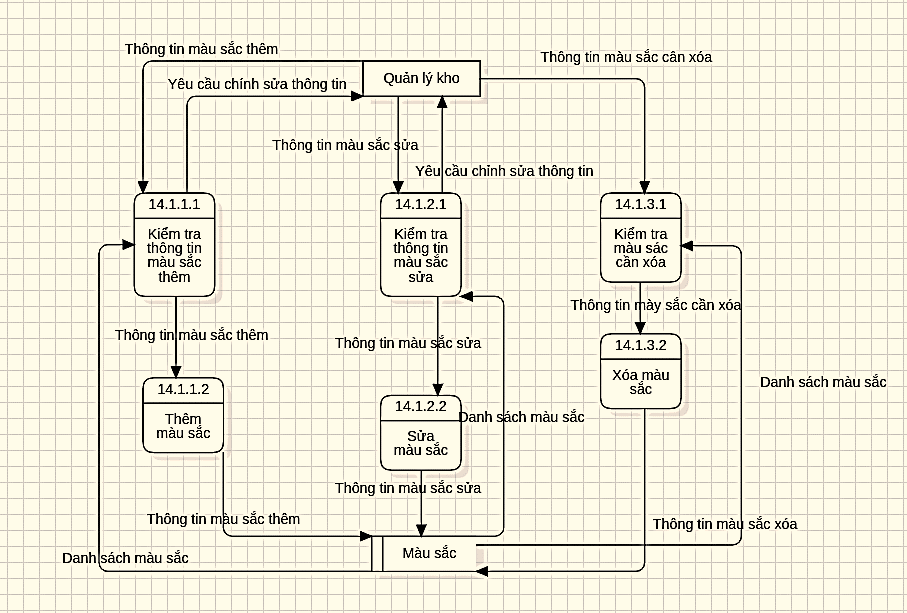 Thông tin màu sắc thêm
Thông tin màu sắc cần xóa
Quản lý kho
Yêu cầu chính sửa thông tin
Thông tin màu sắc sửa
Yêu cầu chỉnh sửa thông tin
14.1.1.1
Kiểm tra
thông tin
màu sắc
thêm
14.1.2.1
Kiểm tra
thông tin
màu sắc
sửa
14.1.3.1
Kiểm tra
màu sác
cần xóa
Thông tin mày sắc cần xóa
Thông tin màu sắc thêm
Thông tin màu sắc sửa
14.1.3.2
Xóa màu
sắc
Danh sách màu sắc
14.1.1.2
Thêm
màu sắc
14.1.2.2
Sửa
màu sắc
Danh sách màu sắc
Thông tin màu sắc sửa
Thông tin màu sắc thêm
Thông tin màu sắc xóa
Màu sắc
Danh sách màu sắc